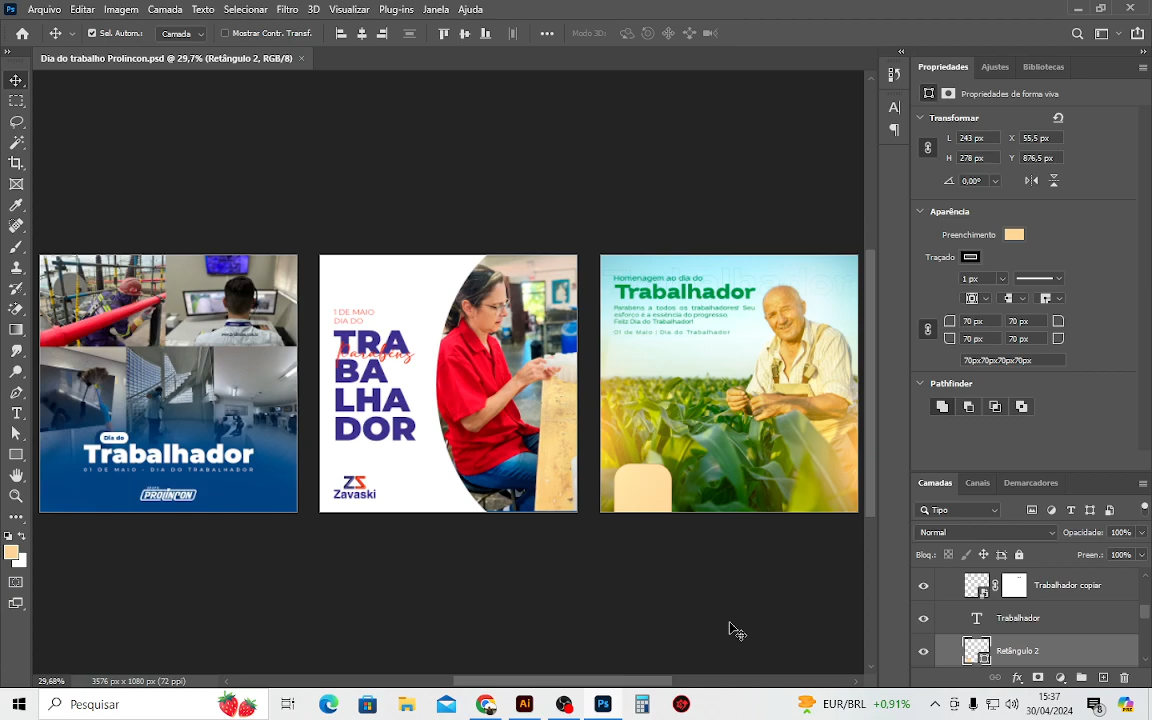 Arquivo Editar Imagem Camada Texto Selecionar Filtro 3D Visualizar Plug-ins Janela Ajuda
Sel. Autom.: Camada Mostrar Contr. Transf. Modo 3D:
Dia do trabalho Prolincon.psd @ 29,7% (Retângulo 2, RGB/8)
Propriedades Ajustes Bibliotecas
Propriedades de forma viva
Transformar
L 243 px X 55,5 px
H 278 px Y 876,5 px
0,00°
Aparência
Preenchimento
Traçado
1 px
70 px 70 px
70 px 70 px
70px70px70px70px
Pathfinder
Camadas Canais Demarcadores
Tipo
Normal Opacidade: 100%
Bloq.: Preen.: 100%
Trabalhador copiar
Trabalhador
Retângulo 2
Dia do
Trabalhador
01 DE MAIO - DIA DO TRABALHADOR
PROLINCON
1 DE MAIO
DIA DO
TRA
Parabéns
BA
LHA
DOR
Zavaski
Homenagem ao dia do
Trabalhador
Parabéns a todos os trabalhadores! Seu
esforço é a essência do progresso.
Feliz Dia do Trabalhador!
01 de Maio | Dia do Trabalhador
29,68% 3576 px x 1080 px (72 ppi)
Pesquisar
EUR/BRL +0,91%
15:37
30/04/2024
8